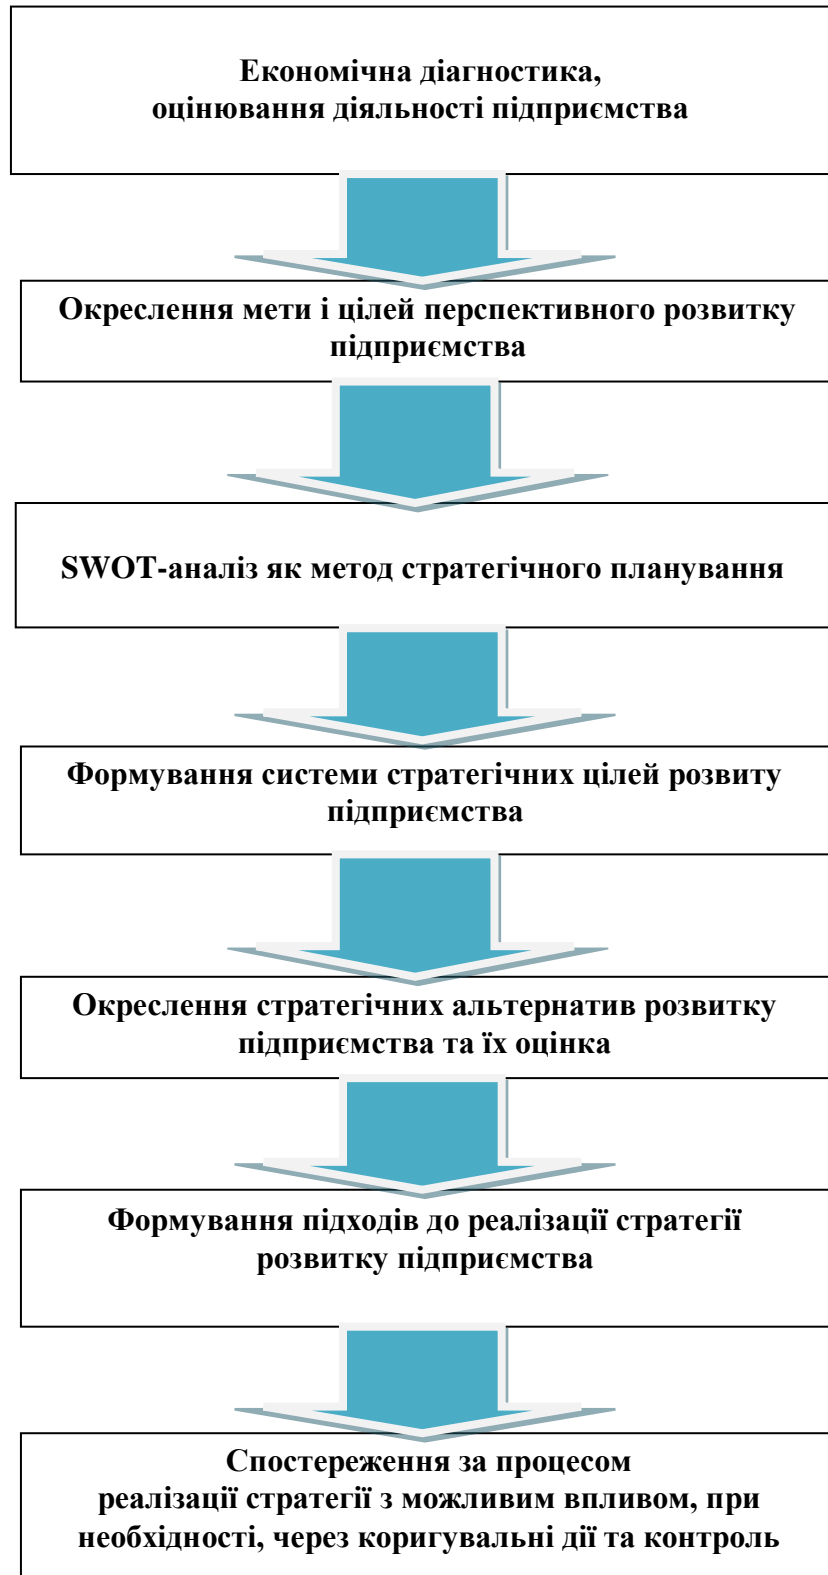 Економічна діагностика,
оцінювання діяльності підприємства
Окреслення мети і цілей перспективного розвитку
підприємства
SWOT-аналіз як метод стратегічного планування
Формування системи стратегічних цілей розвиту
підприємства
Окреслення стратегічних альтернатив розвитку
підприємства та їх оцінка
Формування підходів до реалізації стратегії
розвитку підприємства
Спостереження за процесом
реалізації стратегії з можливим впливом, при
необхідності, через коригувальні дії та контроль